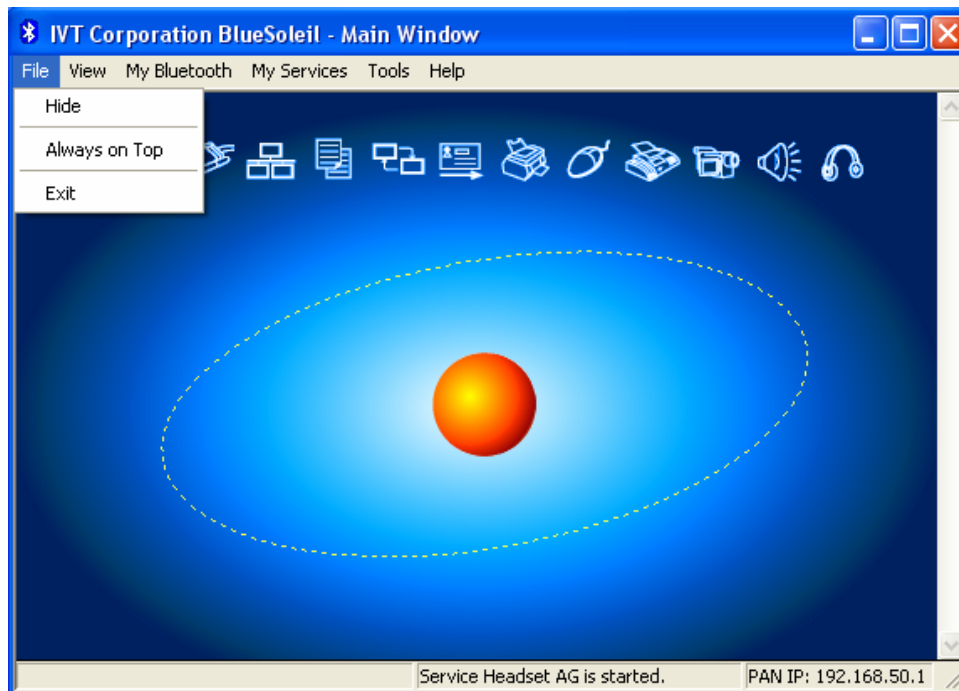 IVT Corporation BlueSoleil - Main Window
File View My Bluetooth My Services Tools Help
Hide
Always on Top
Exit
Service Headset AG is started. PAN IP: 192.168.50.1